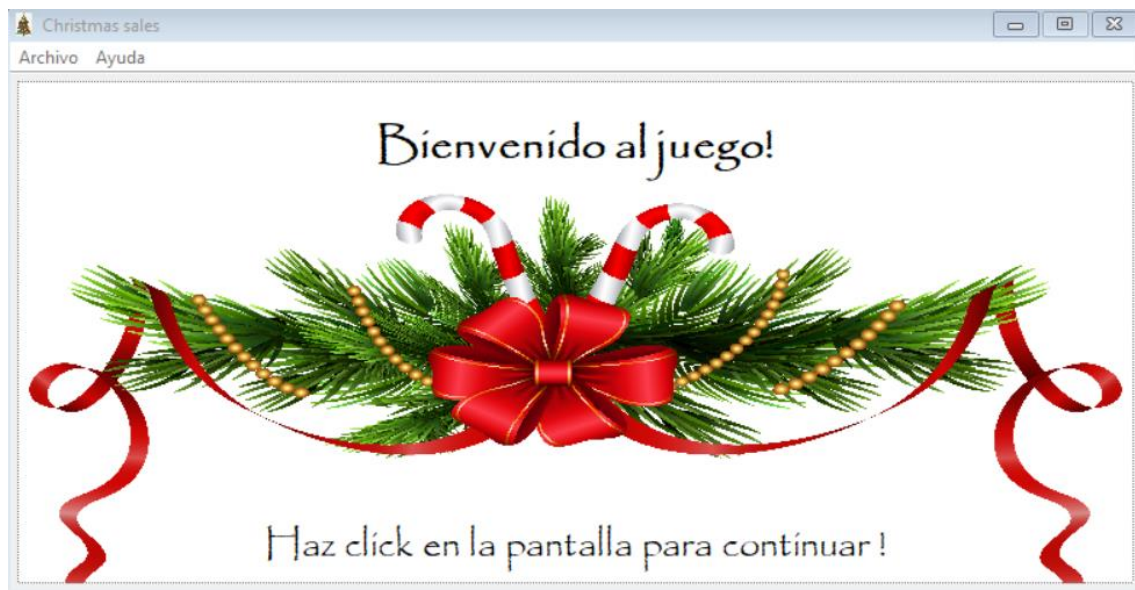 Christmas sales
Archivo Ayuda
Bienvenido al juego!
Haz click en la pantalla para continuar !